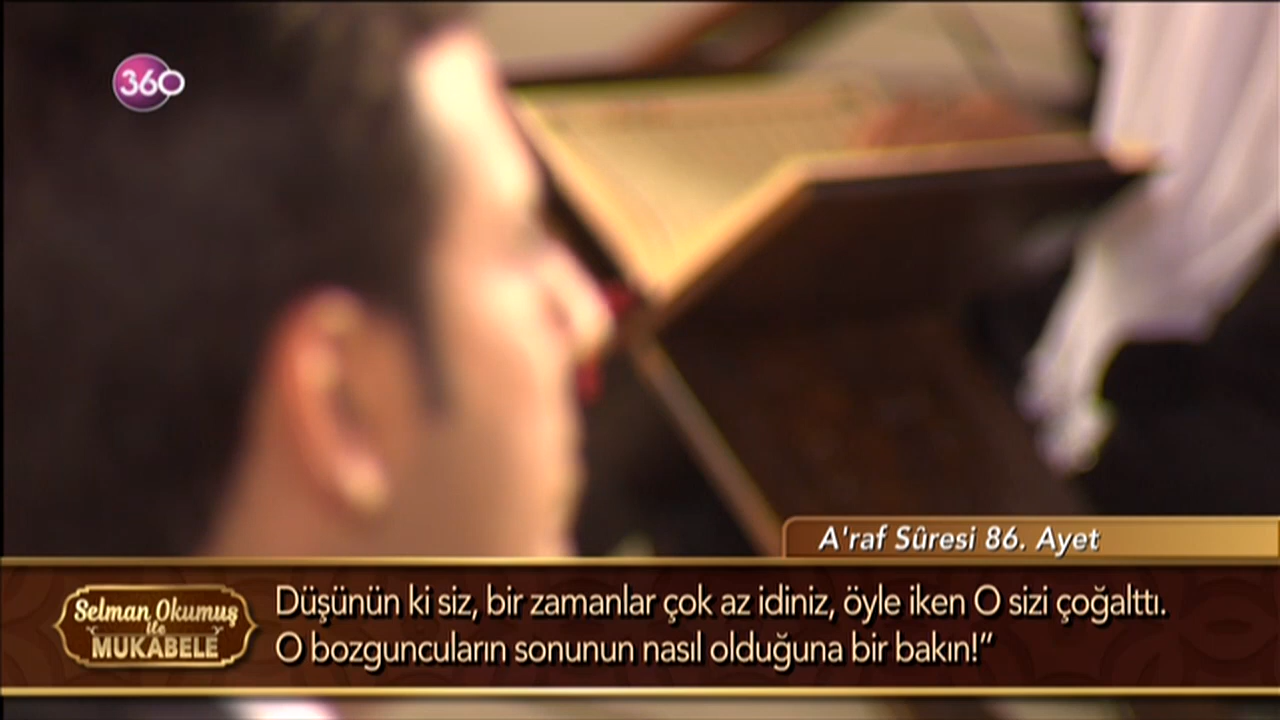 360
A'raf Sûresi 86. Ayet
Selman Okumuş
ile
MUKABELE
Düşünün ki siz, bir zamanlar çok az idiniz, öyle iken O sizi çoğalttı.
O bozguncuların sonunun nasıl olduğuna bir bakın!”